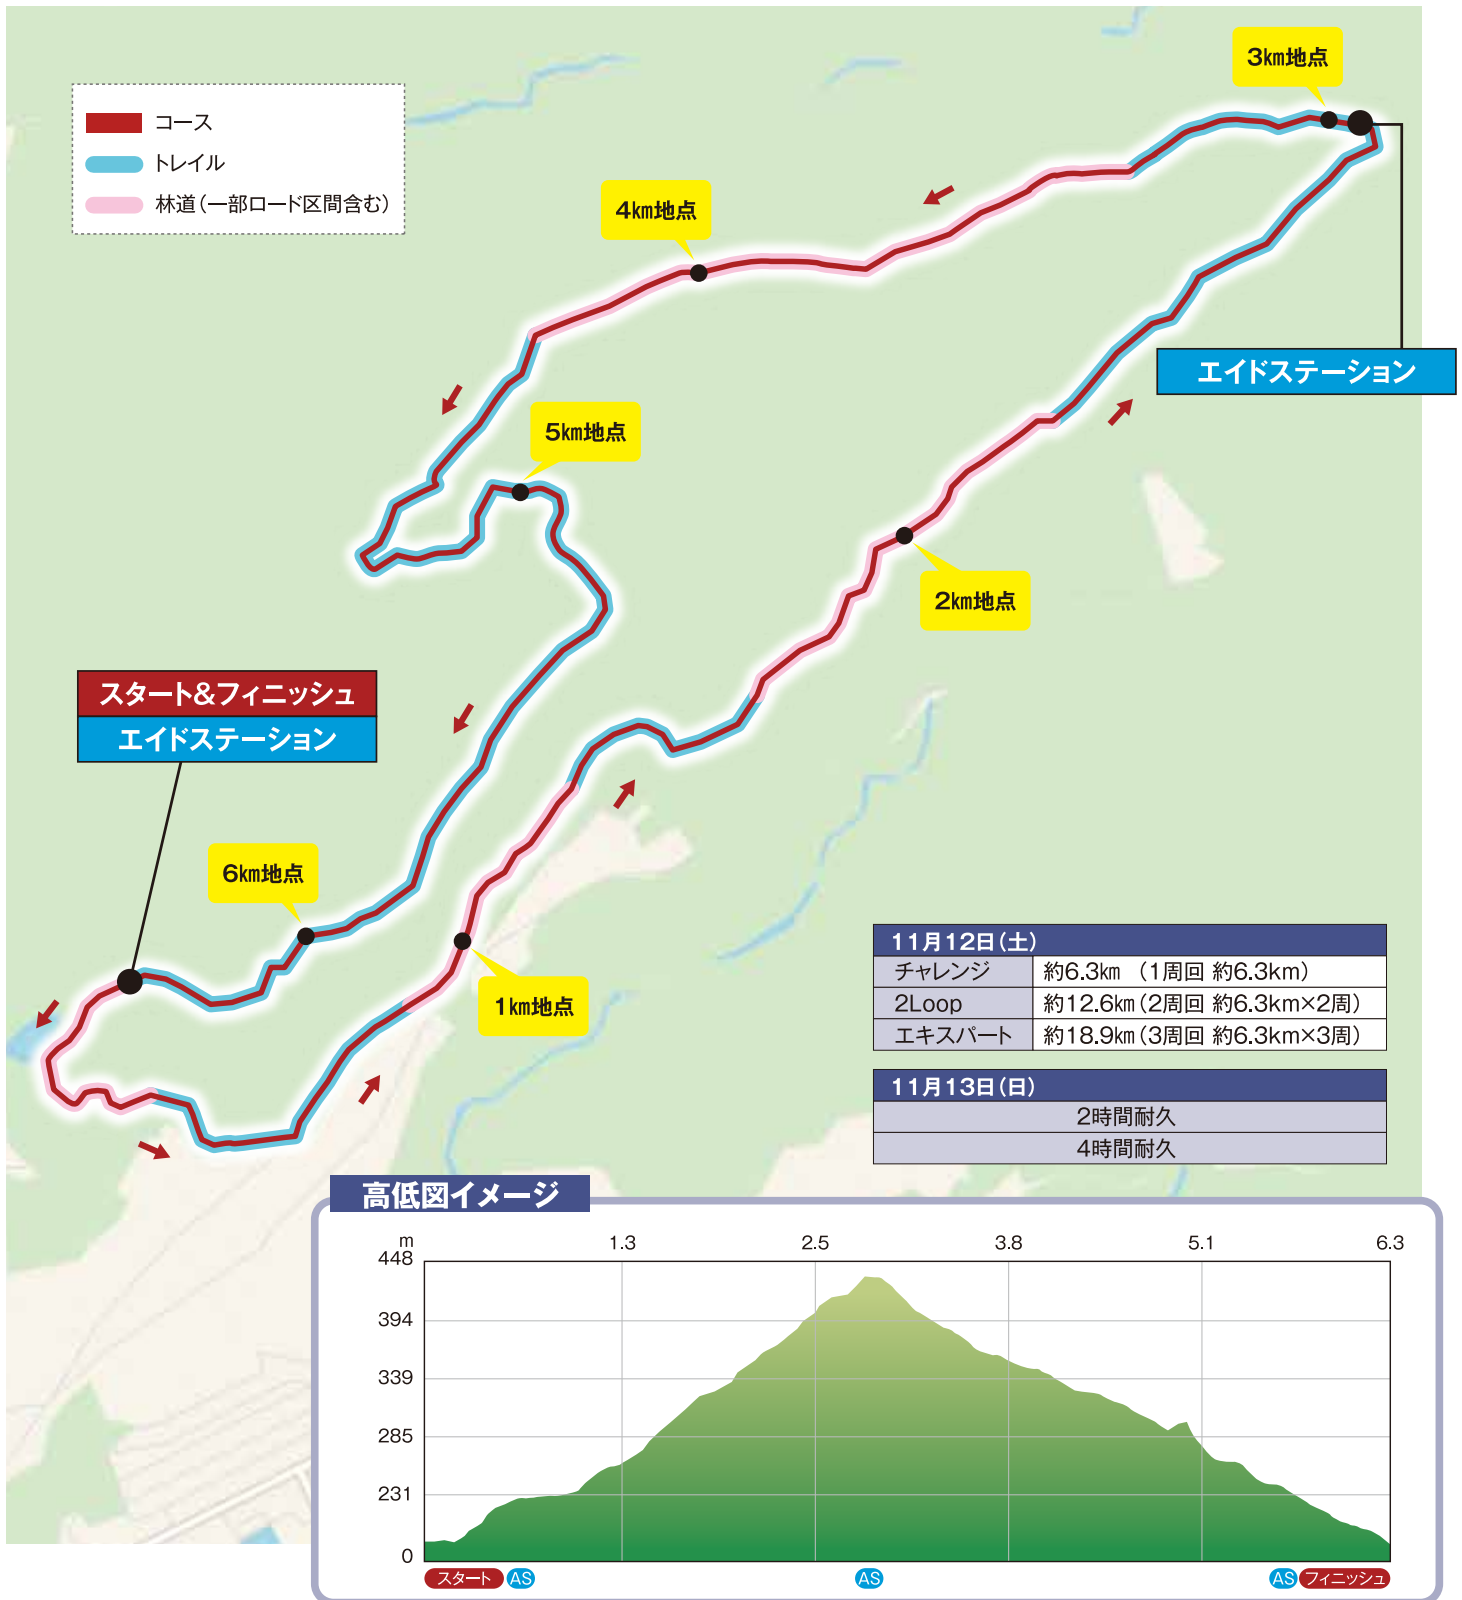 コース
トレイル
林道（一部ロード区間含む）
3km地点
4km地点
エイドステーション
5km地点
2km地点
スタート&フィニッシュ
エイドステーション
6km地点
1km地点
11月12日（土）
チャレンジ 約6.3km （1周回 約6.3km）
2Loop 約12.6km（2周回 約6.3km×2周）
エキスパート 約18.9km（3周回 約6.3km×3周）
11月13日（日）
2時間耐久
4時間耐久
高低図イメージ
m 1.3 2.5 3.8 5.1 6.3
448
394
339
285
231
0
スタート AS AS AS フィニッシュ